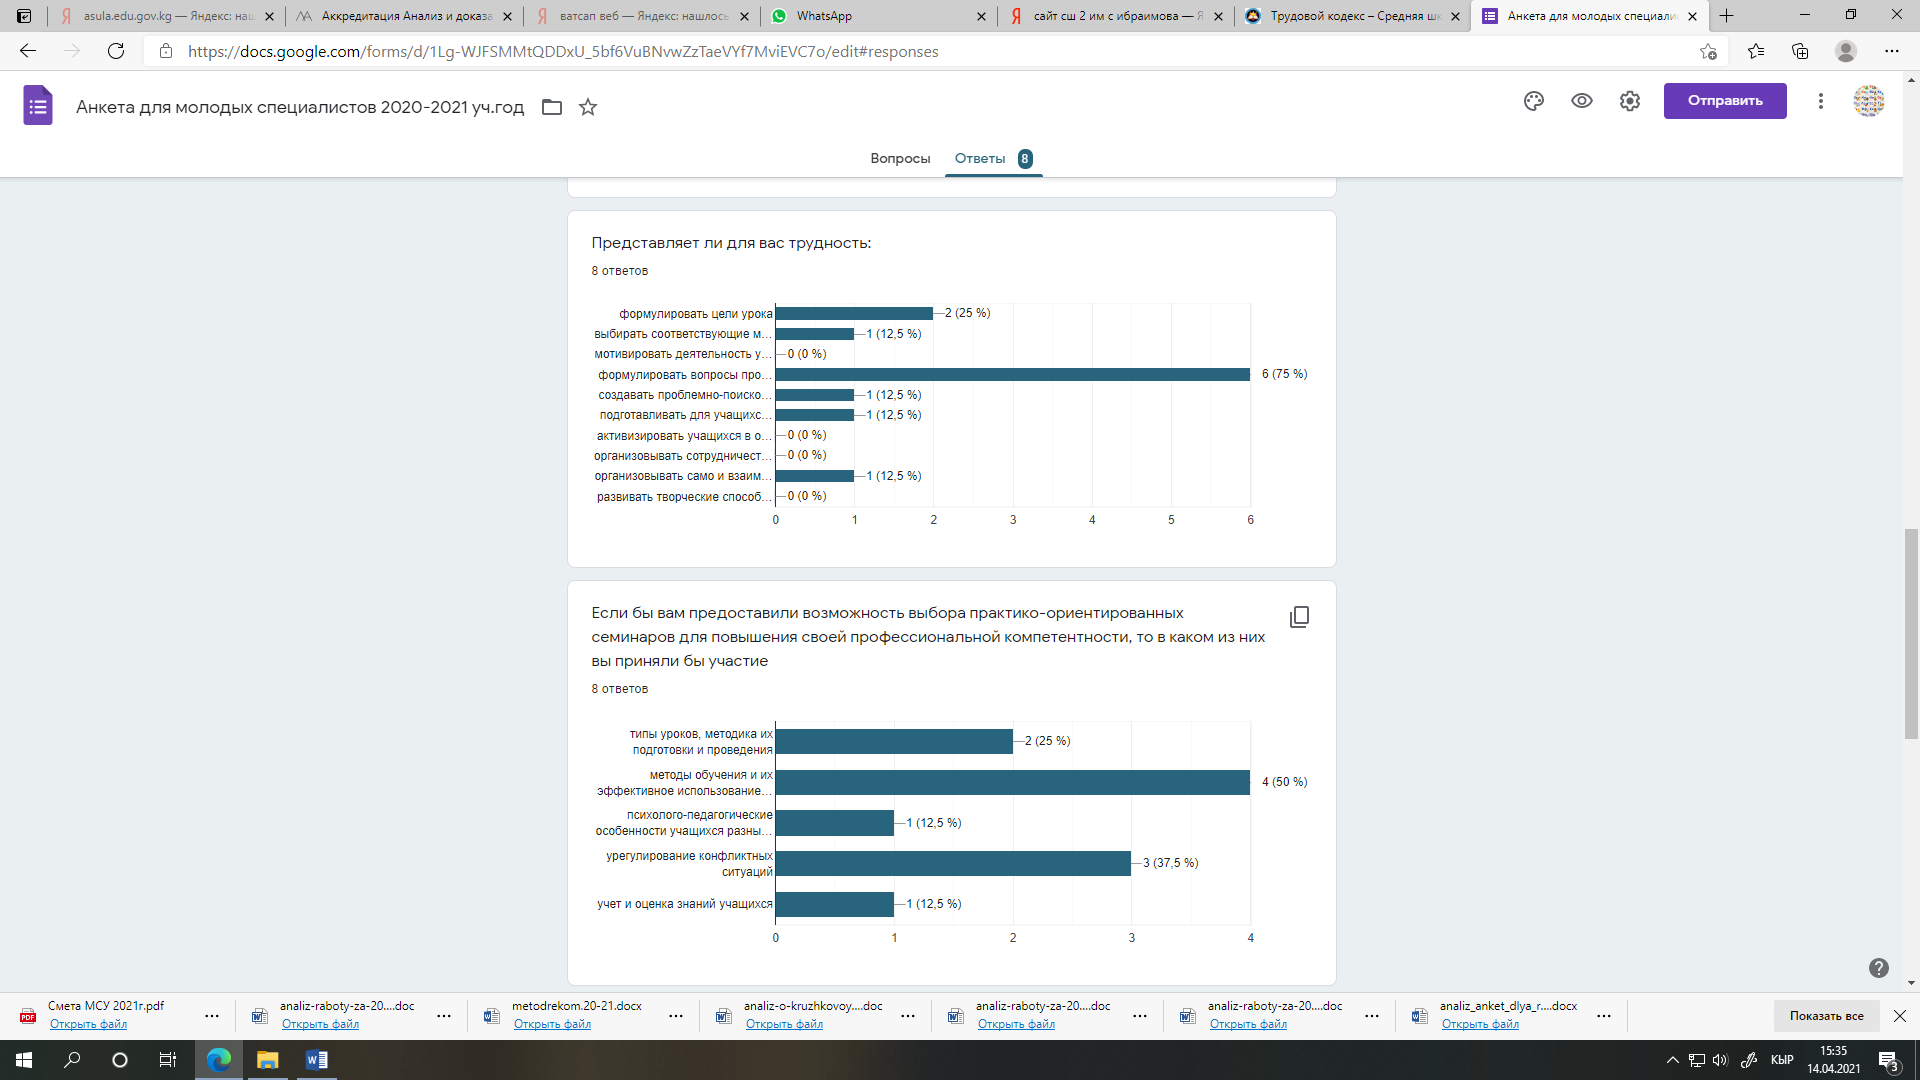 asula.edu.gov.kg — Яндекс: наш
Аккредитация Анализ и доказа
ватсап веб — Яндекс: нашлось
WhatsApp
сайт сш 2 им с ибраимова — Я
Трудовой кодекс – Средняя шк
Анкета для молодых специали
https://docs.google.com/forms/d/1Lg-WJFSMMtQDDxU_5bf6VuBNvwZzTaeVYf7MviEVC7o/edit#responses
Анкета для молодых специалистов 2020-2021 уч.год
Отправить
Вопросы
Ответы 8
Представляет ли для вас трудность:
8 ответов
формулировать цели урока 2 (25 %)
выбирать соответствующие м... 1 (12,5 %)
мотивировать деятельность у... 0 (0 %)
формулировать вопросы про... 6 (75 %)
создавать проблемно-поиско... 1 (12,5 %)
подготавливать для учащихс... 1 (12,5 %)
активизировать учащихся в о... 0 (0 %)
организовывать сотрудничест... 0 (0 %)
организовывать само и взаим... 1 (12,5 %)
развивать творческие способ... 0 (0 %)
0 1 2 3 4 5 6
Если бы вам предоставили возможность выбора практико-ориентированных
семинаров для повышения своей профессиональной компетентности, то в каком из них
вы приняли бы участие
8 ответов
типы уроков, методика их
подготовки и проведения
2 (25 %)
методы обучения и их
эффективное использование...
4 (50 %)
психолого-педагогические
особенности учащихся разны...
1 (12,5 %)
урегулирование конфликтных
ситуаций
3 (37,5 %)
учет и оценка знаний учащихся 1 (12,5 %)
0 1 2 3 4
Смета МСУ 2021г.pdf
Открыть файл
analiz-raboty-za-20....doc
Открыть файл
metodrekom.20-21.docx
Открыть файл
analiz-o-kruzhkovoy....doc
Открыть файл
analiz-raboty-za-20....doc
Открыть файл
analiz-raboty-za-20....doc
Открыть файл
analiz_anket_dlya_r....docx
Открыть файл
Показать все
КЫР
15:35
14.04.2021
3